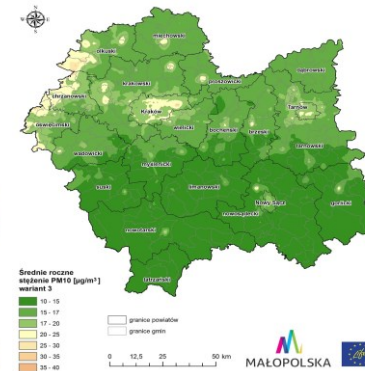 N
W
E
S
miechowski
olkuski
dąbrowski
krakowski
proszowicki
chrzanowski
Kraków
Tarnów
oświęcimski
wielicki
bocheński
brzeski
wadowicki
tarnowski
myślenicki
suski
limanowski
Nowy Sącz
gorlicki
nowosądecki
nowotarski
tatrzański
Średnie roczne
stężenie PM10 [µg/m³]
wariant 3
10 - 15
15 - 17
17 - 20
20 - 25
25 - 30
30 - 35
35 - 40
granice powiatów
granice gmin
0 12,5 25 50 km
MAŁOPOLSKA